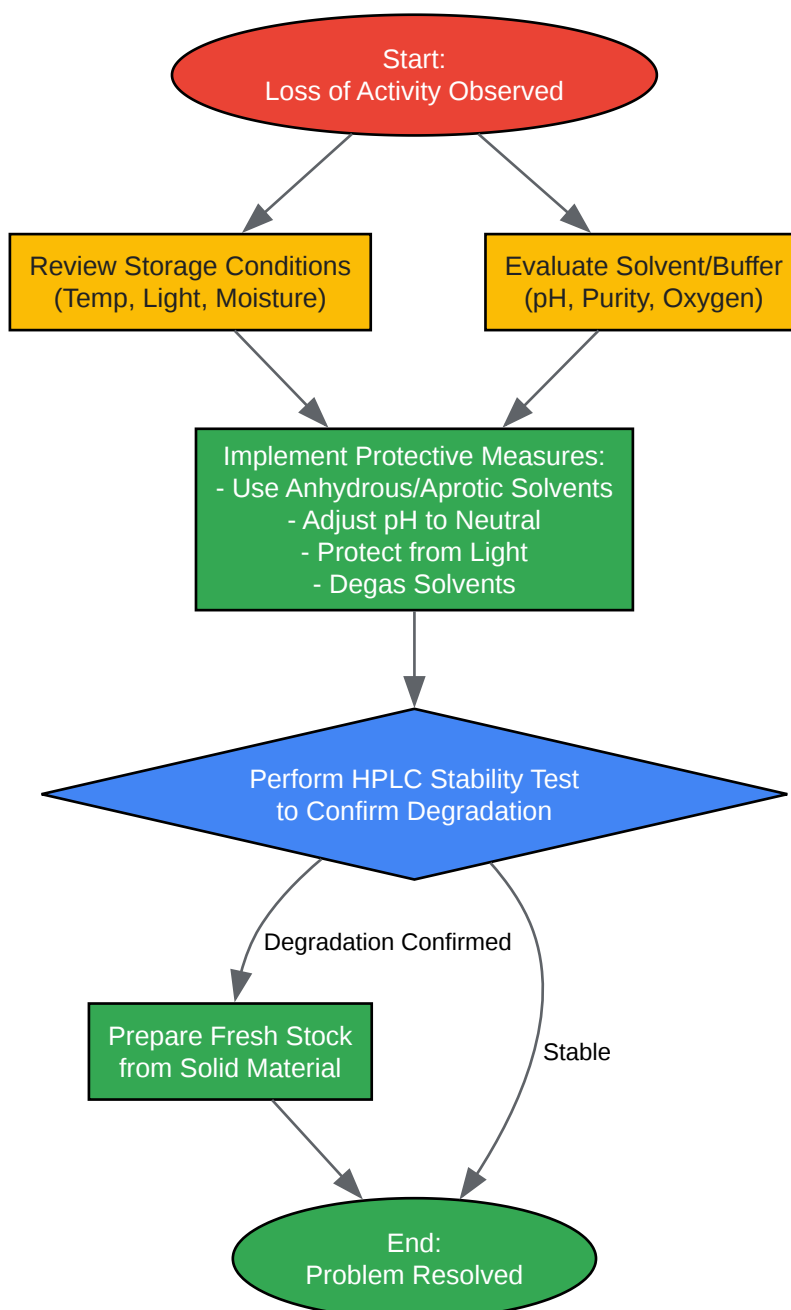 Start:
Loss of Activity Observed
Review Storage Conditions
(Temp, Light, Moisture)
Evaluate Solvent/Buffer
(pH, Purity, Oxygen)
Implement Protective Measures:
- Use Anhydrous/Aprotic Solvents
- Adjust pH to Neutral
- Protect from Light
- Degas Solvents
Perform HPLC Stability Test
to Confirm Degradation
Degradation Confirmed
Prepare Fresh Stock
from Solid Material
Stable
End:
Problem Resolved